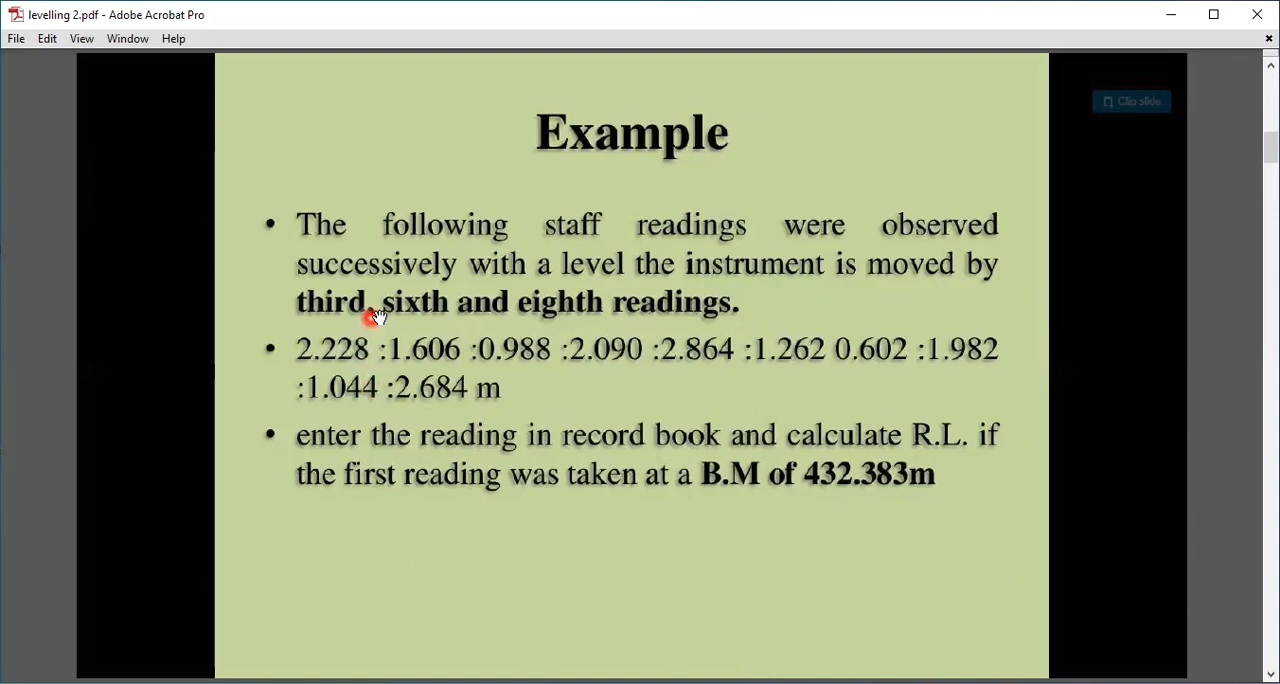 levelling 2.pdf - Adobe Acrobat Pro
File Edit View Window Help
Clip slide
Example
• The following staff readings were observed
successively with a level the instrument is moved by
third, sixth and eighth readings.
• 2.228 :1.606 :0.988 :2.090 :2.864 :1.262 0.602 :1.982
:1.044 :2.684 m
• enter the reading in record book and calculate R.L. if
the first reading was taken at a B.M of 432.383m